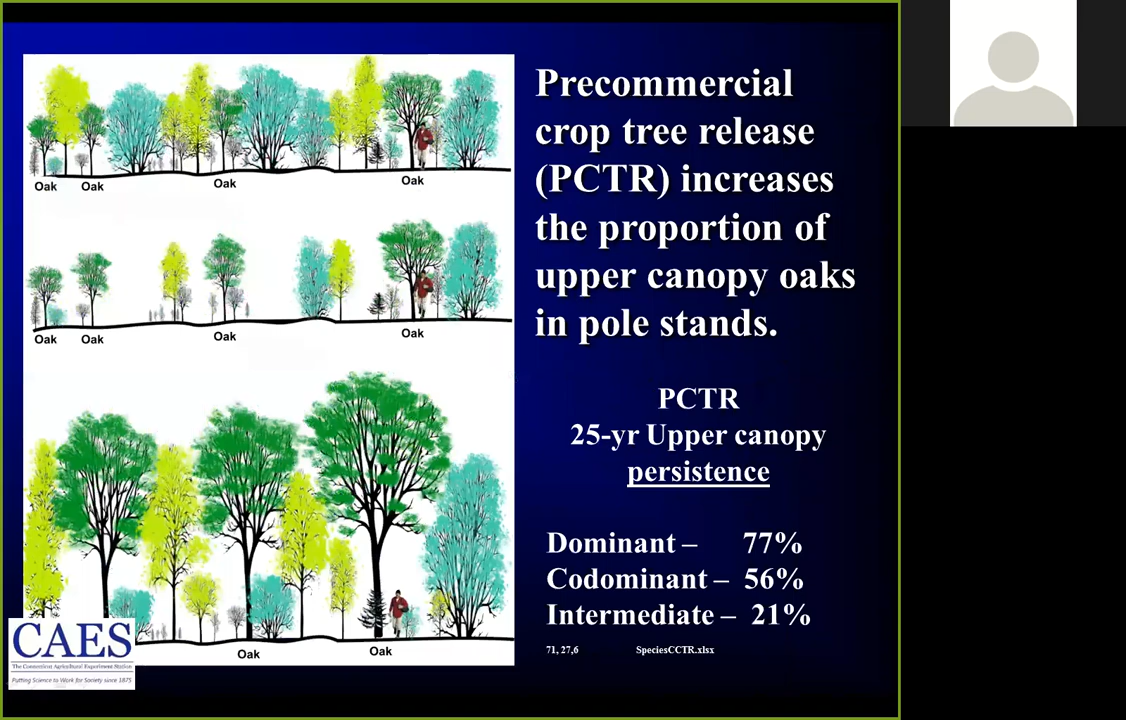 Precommercial
crop tree release
(PCTR) increases
the proportion of
upper canopy oaks
in pole stands.
PCTR
25-yr Upper canopy
persistence
Dominant – 77%
Codominant – 56%
Intermediate – 21%
71, 27,6 SpeciesCCTR.xlsx
Oak Oak Oak Oak
Oak Oak Oak Oak
Oak Oak
CAES
The Connecticut Agricultural Experiment Station
Putting Science to Work for Society since 1875